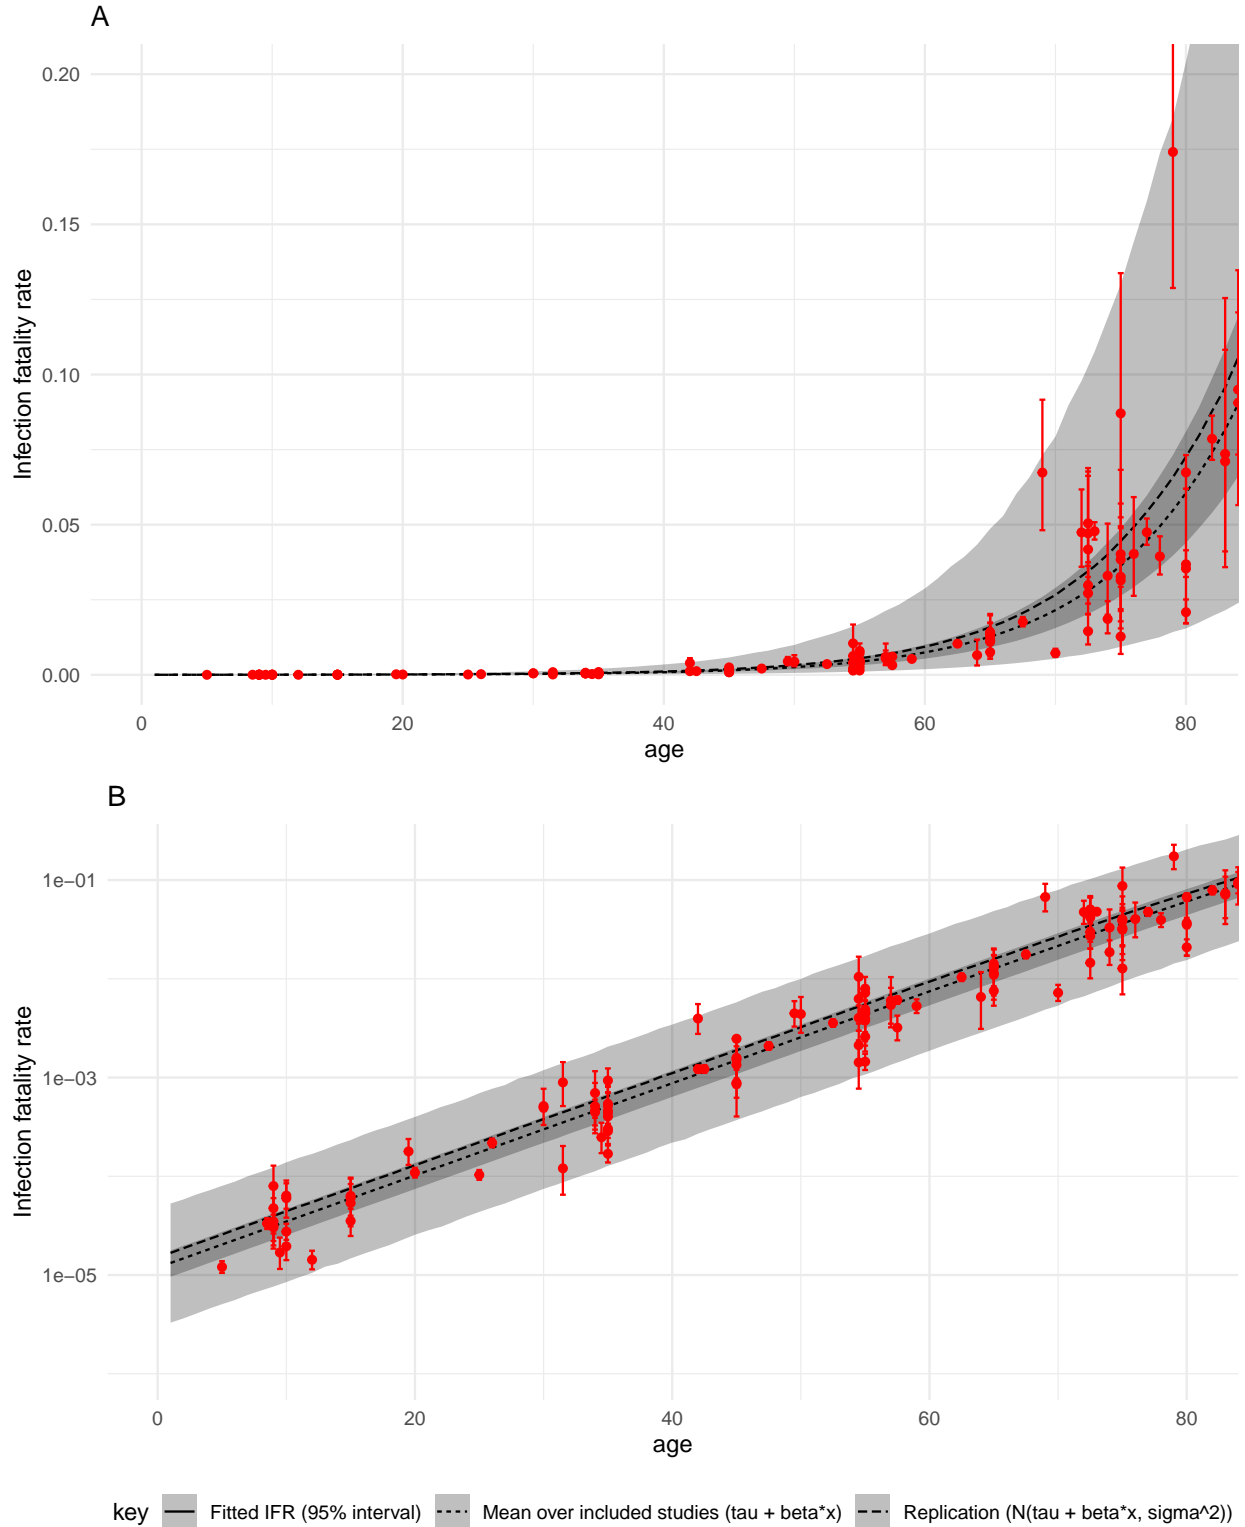 A
0.20
0.15
0.10
0.05
0.00
Infection fatality rate
0 20 40 60 80
age
B
1e−01
1e−03
1e−05
Infection fatality rate
0 20 40 60 80
age
key Fitted IFR (95% interval) Mean over included studies (tau + beta*x) Replication (N(tau + beta*x, sigma^2))